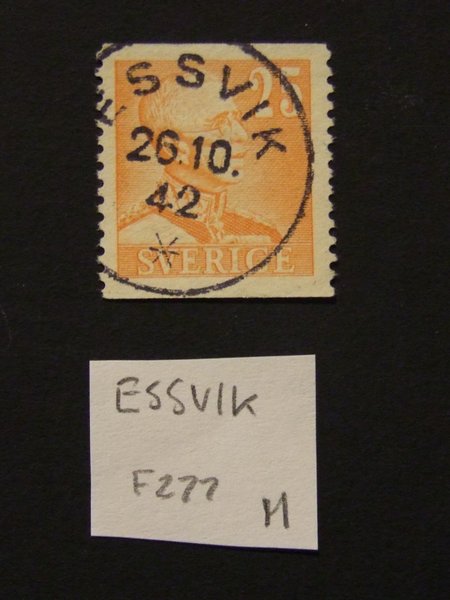 ESSVIK
25
26.10.
42
SVERIGE
ESSVIK
F277
M